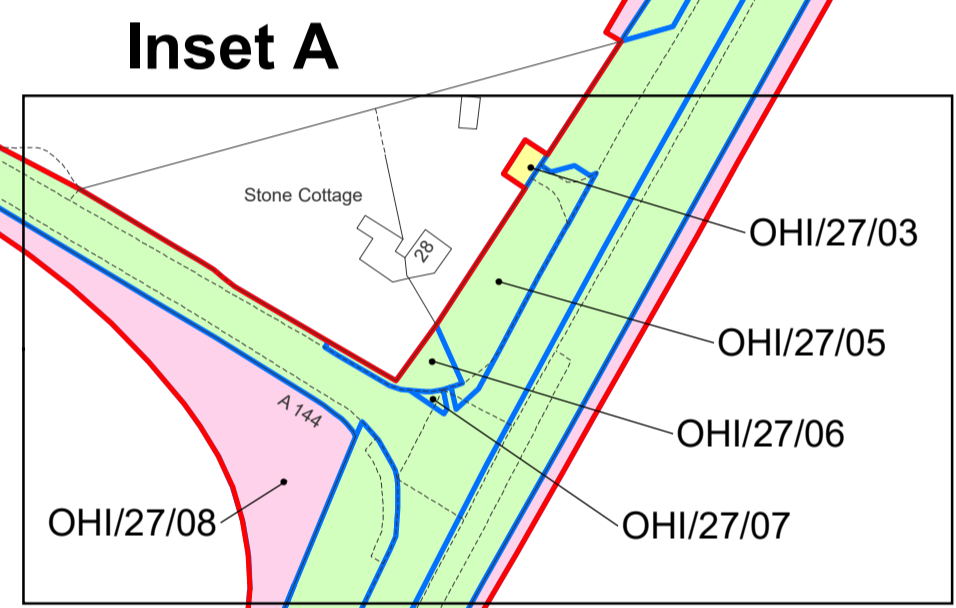 Inset A
Stone Cottage
28
OHI/27/03
OHI/27/05
A 144
OHI/27/06
OHI/27/08
OHI/27/07